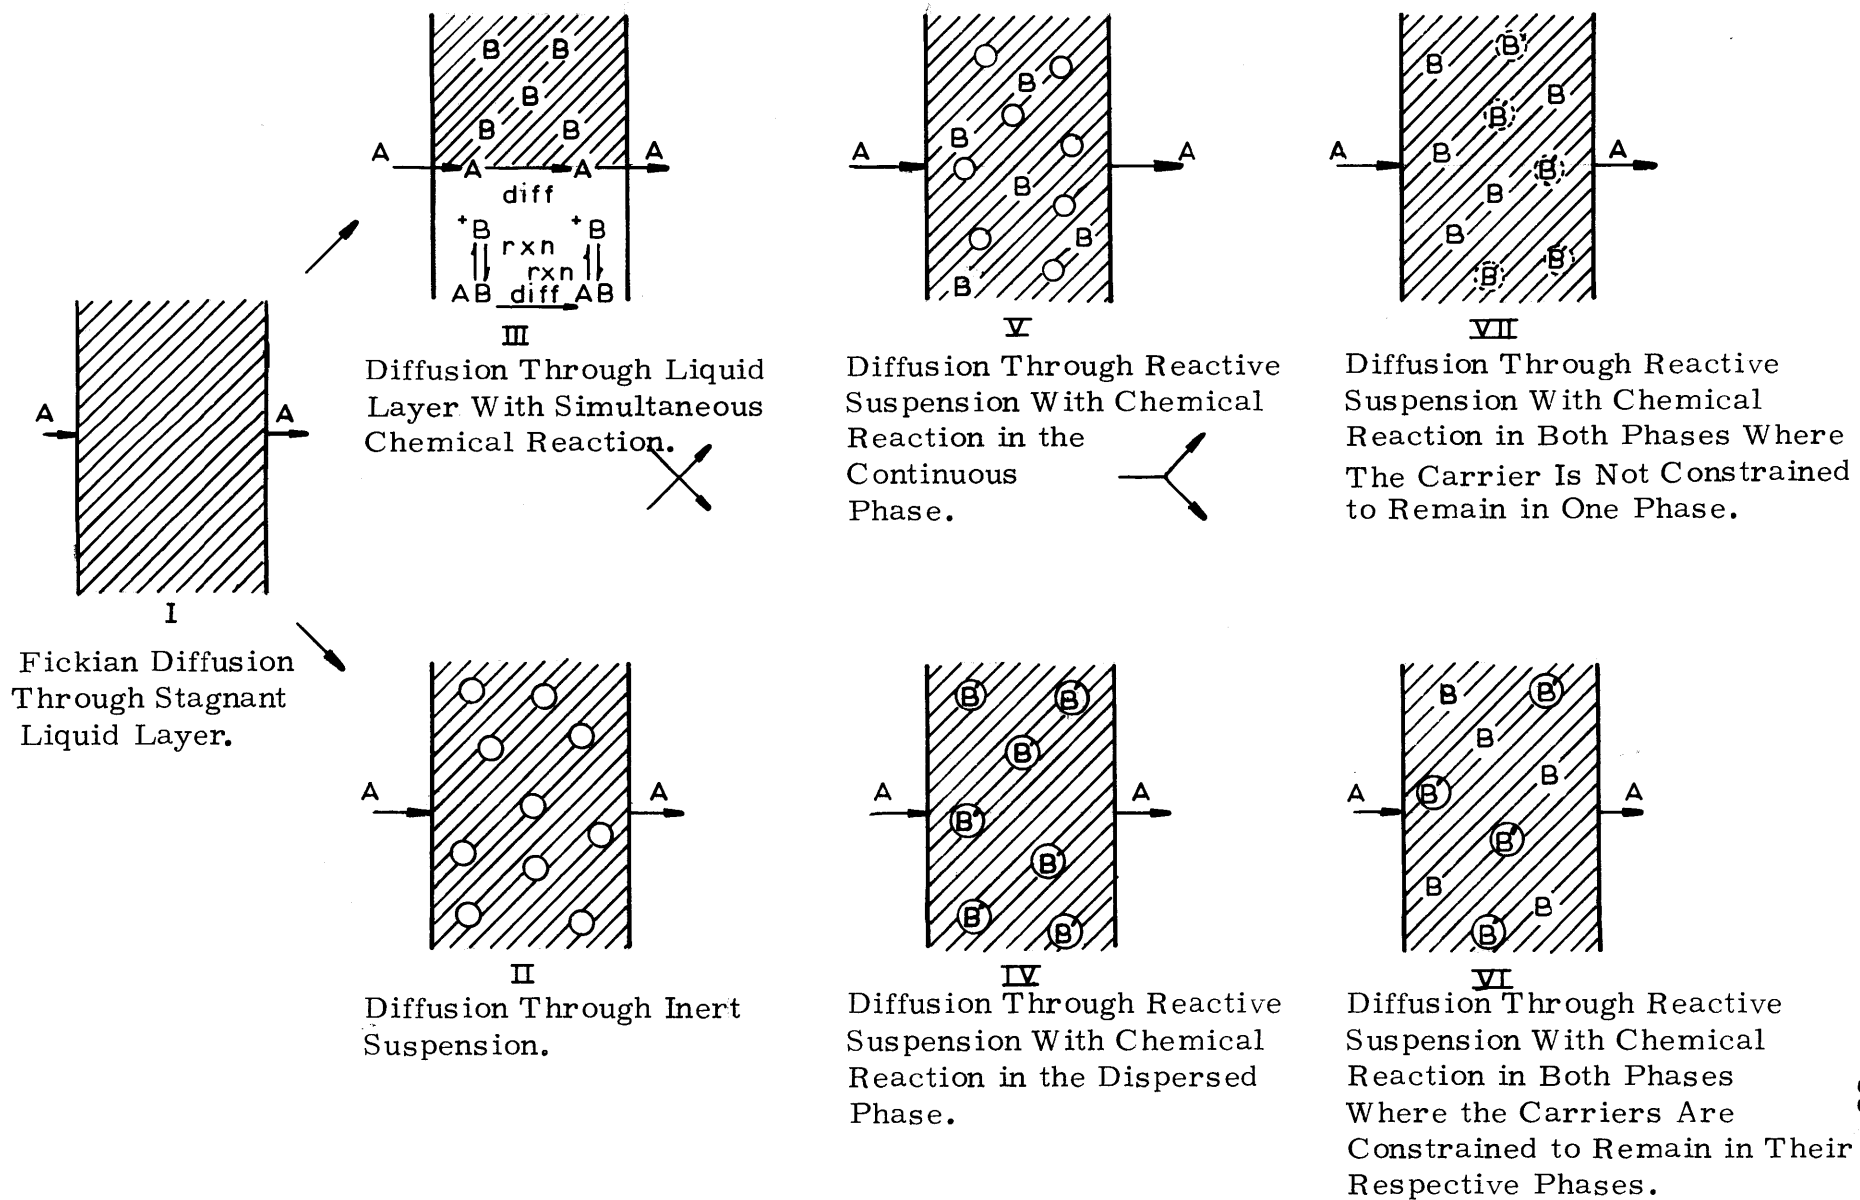 A
A
I
Fickian Diffusion
Through Stagnant
Liquid Layer.
B B
B
B B
A A A A
diff
+B +B
rxn
rxn
AB diff AB
III
Diffusion Through Liquid
Layer With Simultaneous
Chemical Reaction.
A A
II
Diffusion Through Inert
Suspension.
B
B
A A
B
B
B
V
Diffusion Through Reactive
Suspension With Chemical
Reaction in the
Continuous
Phase.
B' B'
B'
A A
B'
B'
B' B'
IV
Diffusion Through Reactive
Suspension With Chemical
Reaction in the Dispersed
Phase.
B'
B
B
B'
A B A
B'
B
B
B'
B'
VII
Diffusion Through Reactive
Suspension With Chemical
Reaction in Both Phases Where
The Carrier Is Not Constrained
to Remain in One Phase.
B B'
B
B
A B' A
B'
B
B
B'
VI
Diffusion Through Reactive
Suspension With Chemical
Reaction in Both Phases
Where the Carriers Are
Constrained to Remain in Their
Respective Phases.